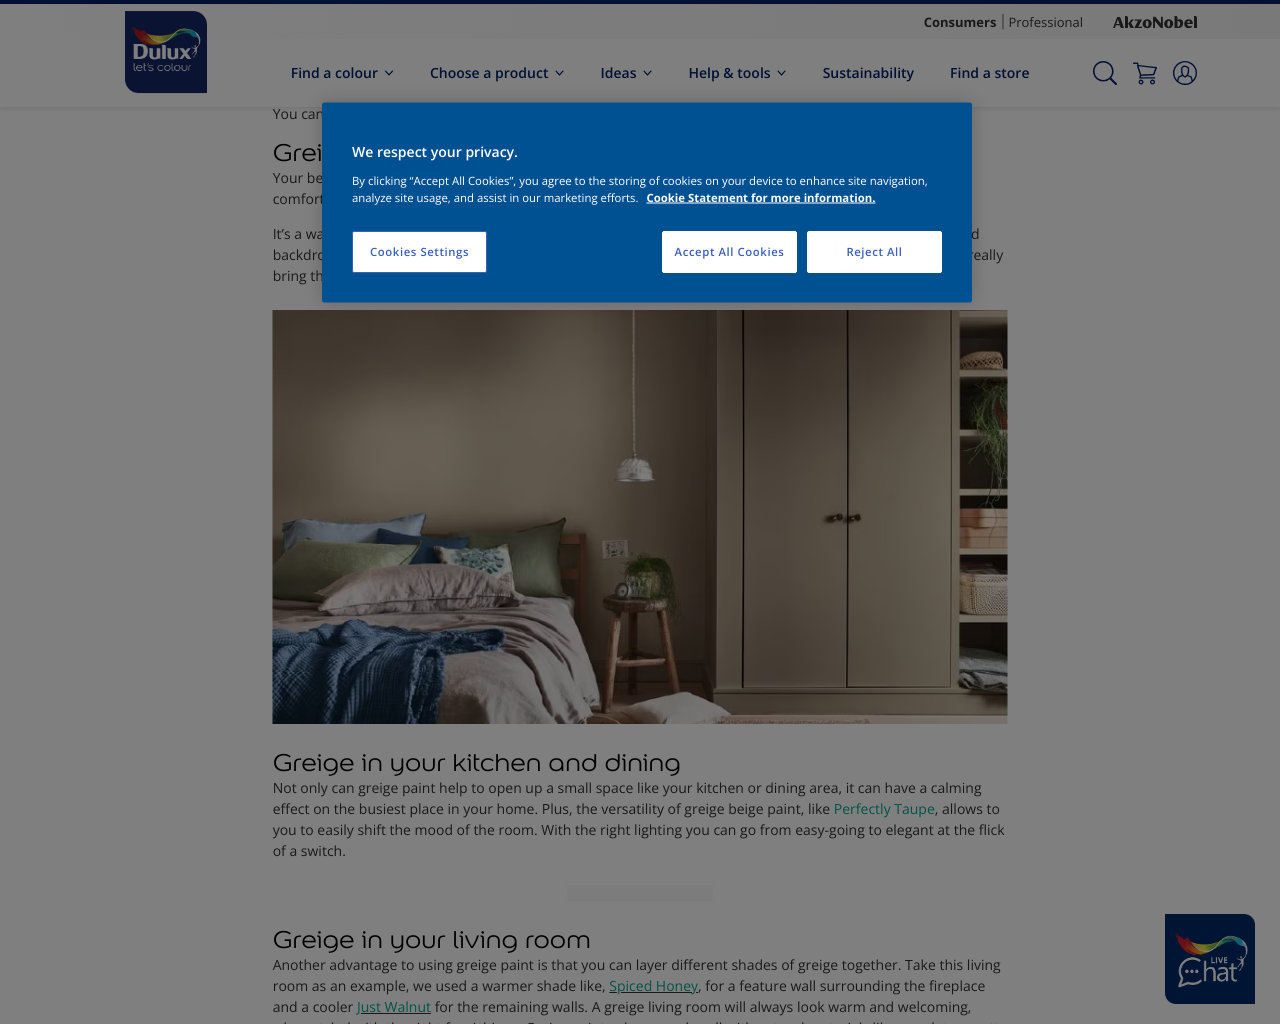 Consumers
Professional
AkzoNobel
Dulux
let's colour
Find a colour
Choose a product
Ideas
Help & tools
Sustainability
Find a store
You can
Grei
Your be
comfort
It's a wa
d
backdro
really
bring th
We respect your privacy.
By clicking “Accept All Cookies”, you agree to the storing of cookies on your device to enhance site navigation,
analyze site usage, and assist in our marketing efforts. Cookie Statement for more information.
Cookies Settings
Accept All Cookies
Reject All
Greige in your kitchen and dining
Not only can greige paint help to open up a small space like your kitchen or dining area, it can have a calming
effect on the busiest place in your home. Plus, the versatility of greige beige paint, like Perfectly Taupe, allows to
you to easily shift the mood of the room. With the right lighting you can go from easy-going to elegant at the flick
of a switch.
Greige in your living room
Another advantage to using greige paint is that you can layer different shades of greige together. Take this living
room as an example, we used a warmer shade like, Spiced Honey, for a feature wall surrounding the fireplace
and a cooler Just Walnut for the remaining walls. A greige living room will always look warm and welcoming,
LIVE
Chat